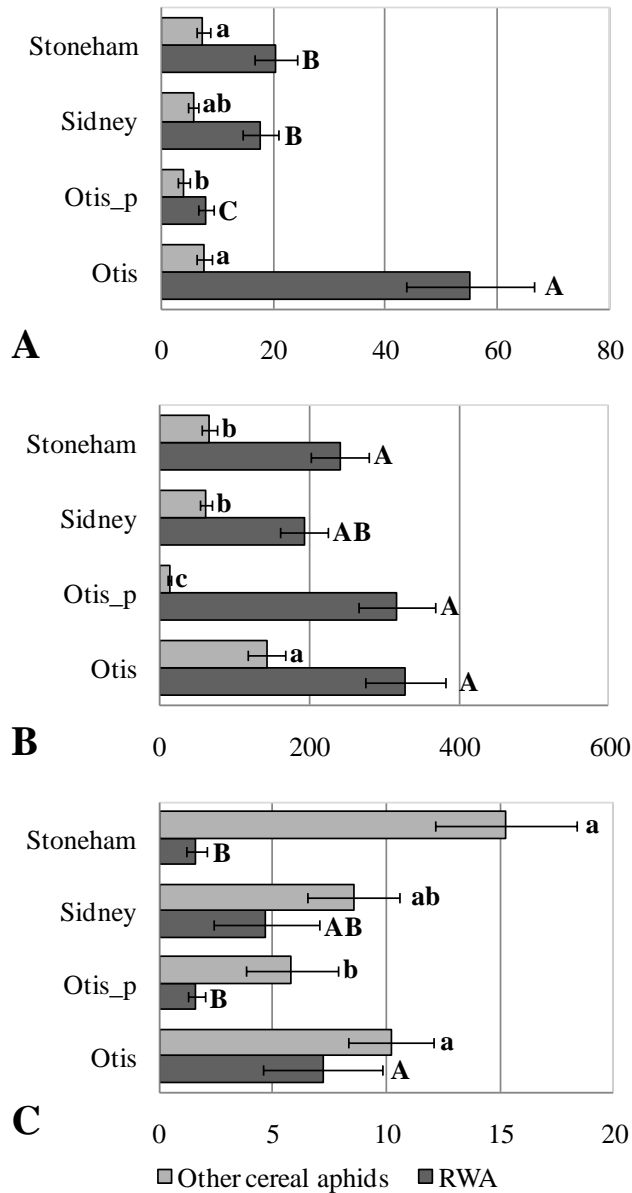 Stoneham
a
B
Sidney
ab
B
Otis_p
b
C
Otis
a
A
A
0 20 40 60 80
Stoneham
b
A
Sidney
b
AB
Otis_p
c
A
Otis
a
A
B
0 200 400 600
Stoneham
a
B
Sidney
ab
AB
Otis_p
b
B
Otis
a
A
C
0 5 10 15 20
Other cereal aphids RWA